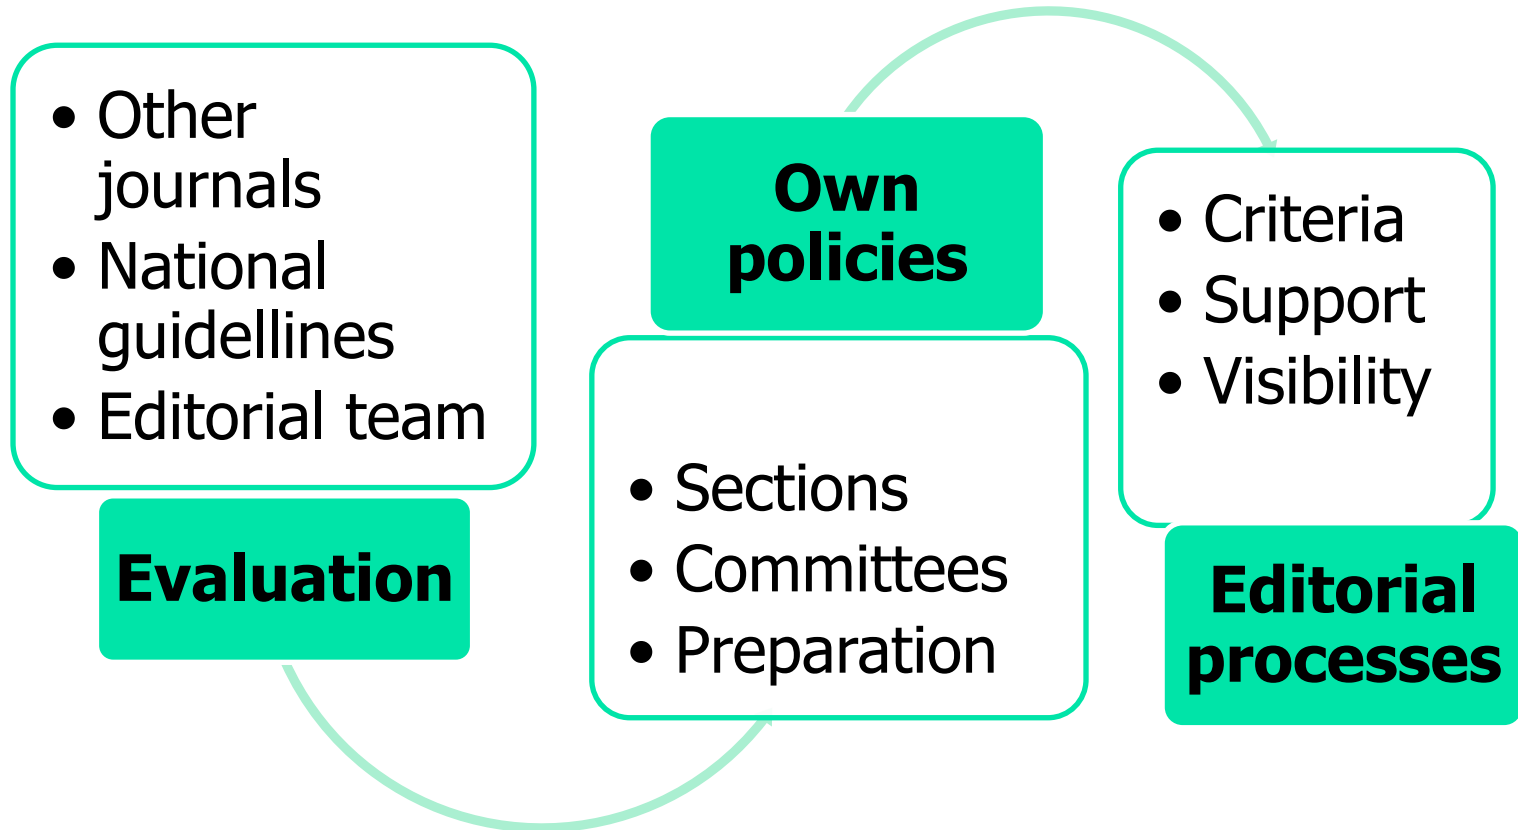 • Other
journals
• National
guidellines
• Editorial team
Evaluation
Own
policies
• Sections
• Committees
• Preparation
• Criteria
• Support
• Visibility
Editorial
processes